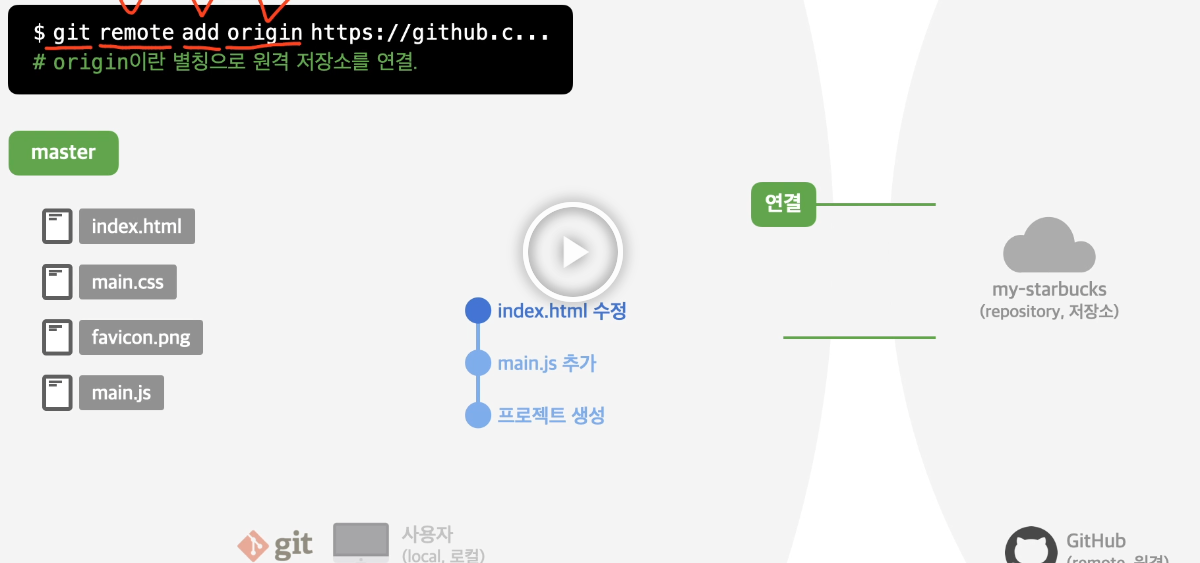 $ git remote add origin https://github.c...
# origin이란 별칭으로 원격 저장소를 연결.
master
index.html
main.css
favicon.png
main.js
index.html 수정
main.js 추가
프로젝트 생성
연결
my-starbucks
(repository, 저장소)
git
사용자
(local, 로컬)
GitHub
(remote, 원격)